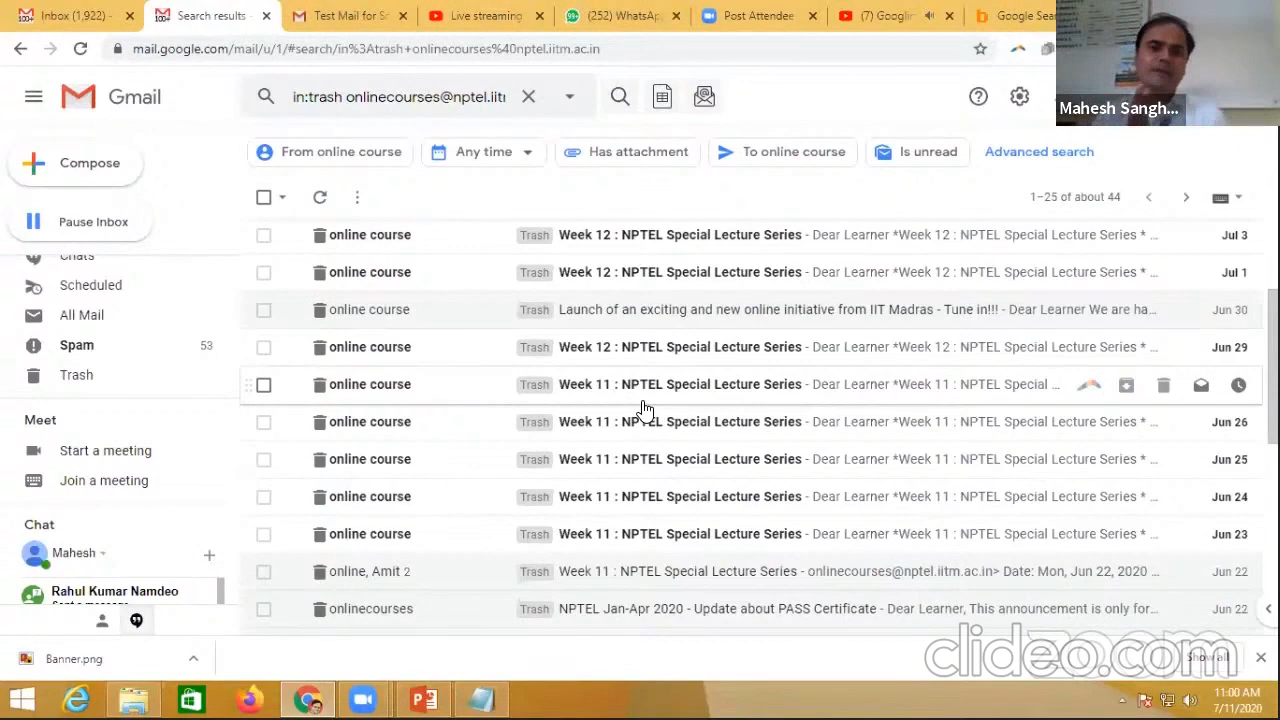 Inbox (1,922) -
Search results -
Test Mail for S
Live streaming
(252) WhatsA
Post Attendee
(7) Googlin
Google Sea
mail.google.com/mail/u/1/#search/in%3Atrash+onlinecourses%40nptel.iitm.ac.in
Gmail
in:trash onlinecourses@nptel.iit
Mahesh Sangh...
Compose
From online course
Any time
Has attachment
To online course
Is unread
Advanced search
Pause Inbox
1–25 of about 44
Chats
Scheduled
All Mail
Spam 53
Trash
online course Trash Week 12 : NPTEL Special Lecture Series - Dear Learner *Week 12 : NPTEL Special Lecture Series * ... Jul 3
online course Trash Week 12 : NPTEL Special Lecture Series - Dear Learner *Week 12 : NPTEL Special Lecture Series * ... Jul 1
online course Trash Launch of an exciting and new online initiative from IIT Madras - Tune in!!! - Dear Learner We are ha... Jun 30
online course Trash Week 12 : NPTEL Special Lecture Series - Dear Learner *Week 12 : NPTEL Special Lecture Series * ... Jun 29
online course Trash Week 11 : NPTEL Special Lecture Series - Dear Learner *Week 11 : NPTEL Special ...
online course Trash Week 11 : NPTEL Special Lecture Series - Dear Learner *Week 11 : NPTEL Special Lecture Series * ... Jun 26
online course Trash Week 11 : NPTEL Special Lecture Series - Dear Learner *Week 11 : NPTEL Special Lecture Series * ... Jun 25
online course Trash Week 11 : NPTEL Special Lecture Series - Dear Learner *Week 11 : NPTEL Special Lecture Series * ... Jun 24
online course Trash Week 11 : NPTEL Special Lecture Series - Dear Learner *Week 11 : NPTEL Special Lecture Series * ... Jun 23
online, Amit 2 Trash Week 11 : NPTEL Special Lecture Series - onlinecourses@nptel.iitm.ac.in> Date: Mon, Jun 22, 2020 ... Jun 22
onlinecourses Trash NPTEL Jan-Apr 2020 - Update about PASS Certificate - Dear Learner, This announcement is only for... Jun 22
Meet
Start a meeting
Join a meeting
Chat
Mahesh
Rahul Kumar Namdeo
Banner.png
Show all
clideo.com
zoom
11:00 AM
7/11/2020